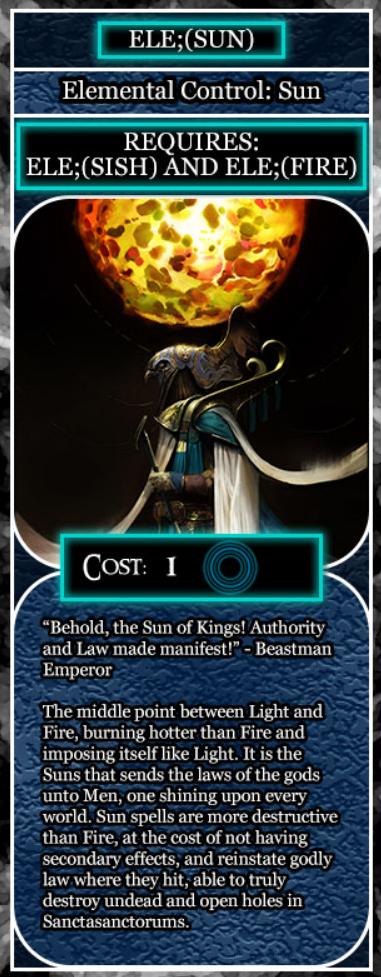 ELE;(SUN)
Elemental Control: Sun
REQUIRES:
ELE;(SISH) AND ELE;(FIRE)
Cost: 1
“Behold, the Sun of Kings! Authority
and Law made manifest!” - Beastman
Emperor
The middle point between Light and
Fire, burning hotter than Fire and
imposing itself like Light. It is the
Suns that sends the laws of the gods
unto Men, one shining upon every
world. Sun spells are more destructive
than Fire, at the cost of not having
secondary effects, and reinstate godly
law where they hit, able to truly
destroy undead and open holes in
Sanctasanctorums.